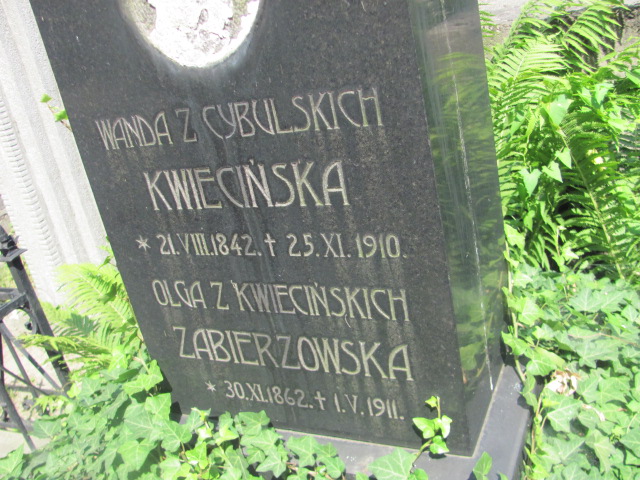 WANDA Z CYBULSKICH
KWIECIŃSKA
* 21.VIII.1842. † 25.XI.1910.
OLGA Z KWIECIŃSKICH
ZABIERZOWSKA
* 30.XI.1862. † 1.V.1911.